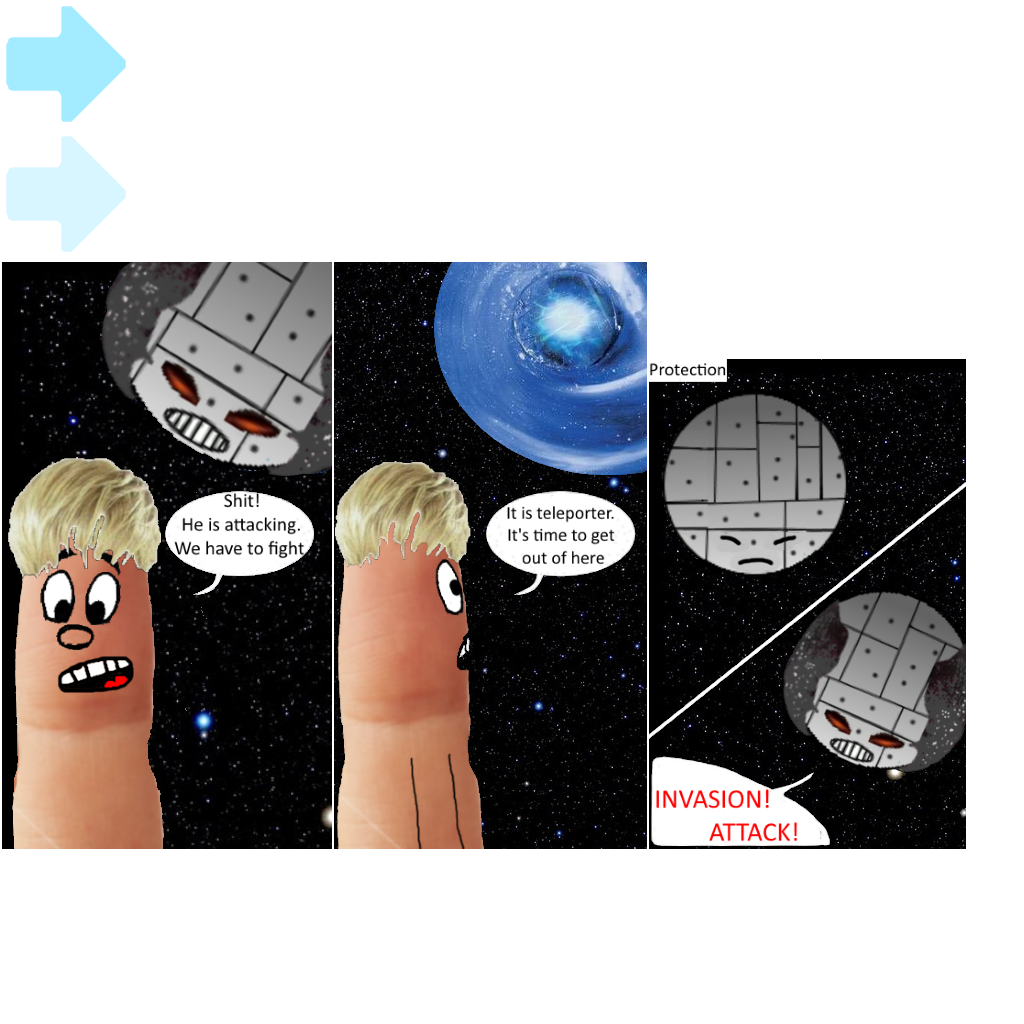 Shit!
He is attacking.
We have to fight
It is teleporter.
It's time to get
out of here
Protection
INVASION!
ATTACK!